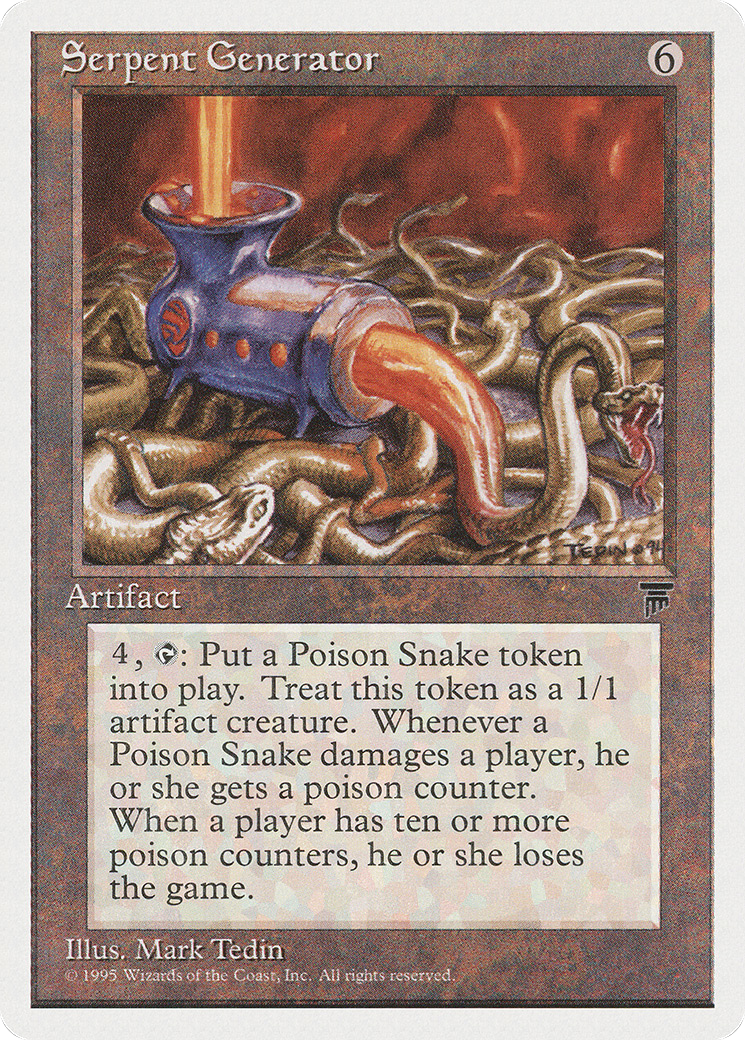 Serpent Generator 6
TEDIN © 94
Artifact
4, : Put a Poison Snake token
into play. Treat this token as a 1/1
artifact creature. Whenever a
Poison Snake damages a player, he
or she gets a poison counter.
When a player has ten or more
poison counters, he or she loses
the game.
Illus. Mark Tedin
© 1995 Wizards of the Coast, Inc. All rights reserved.